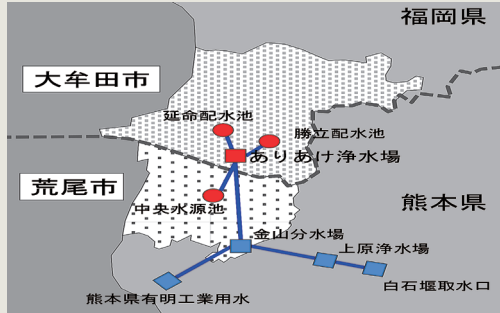 福岡県
大牟田市
延命配水池
勝立配水池
ありあけ浄水場
荒尾市
中央水源池
熊本県
金山分水場
上原浄水場
白石堰取水口
熊本県有明工業用水